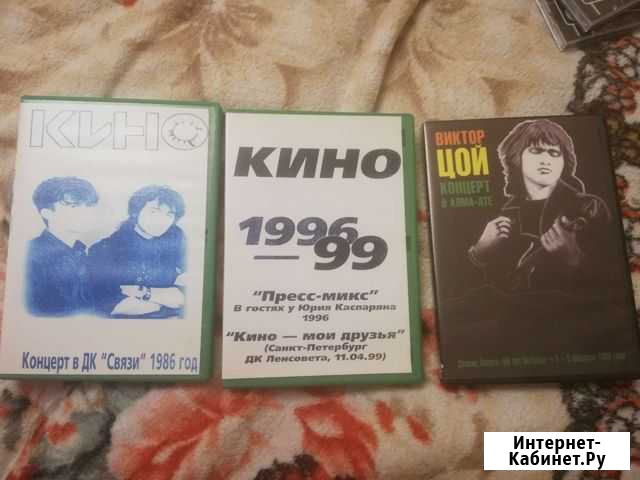 КИНО
Концерт в ДК "Связи" 1986 год
КИНО
1996
— 99
"Пресс-микс"
В гостях у Юрия Каспаряна
1996
"Кино — мои друзья"
(Санкт-Петербург
ДК Ленсовета, 11.04.99)
ВИКТОР
ЦОЙ
КОНЦЕРТ
В АЛМА-АТЕ
Интернет-
Кабинет.Ру